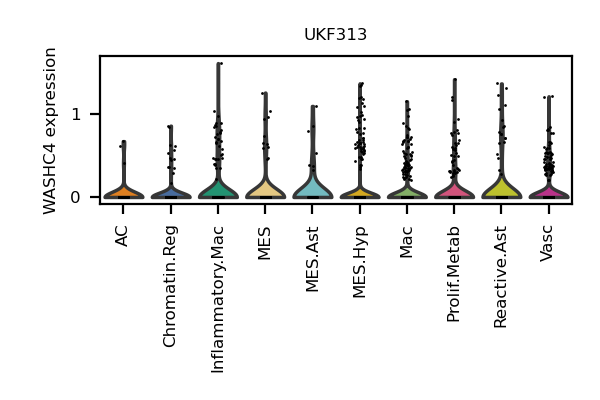 UKF313
WASHC4 expression
1
0
AC
Chromatin.Reg
Inflammatory.Mac
MES
MES.Ast
MES.Hyp
Mac
Prolif.Metab
Reactive.Ast
Vasc